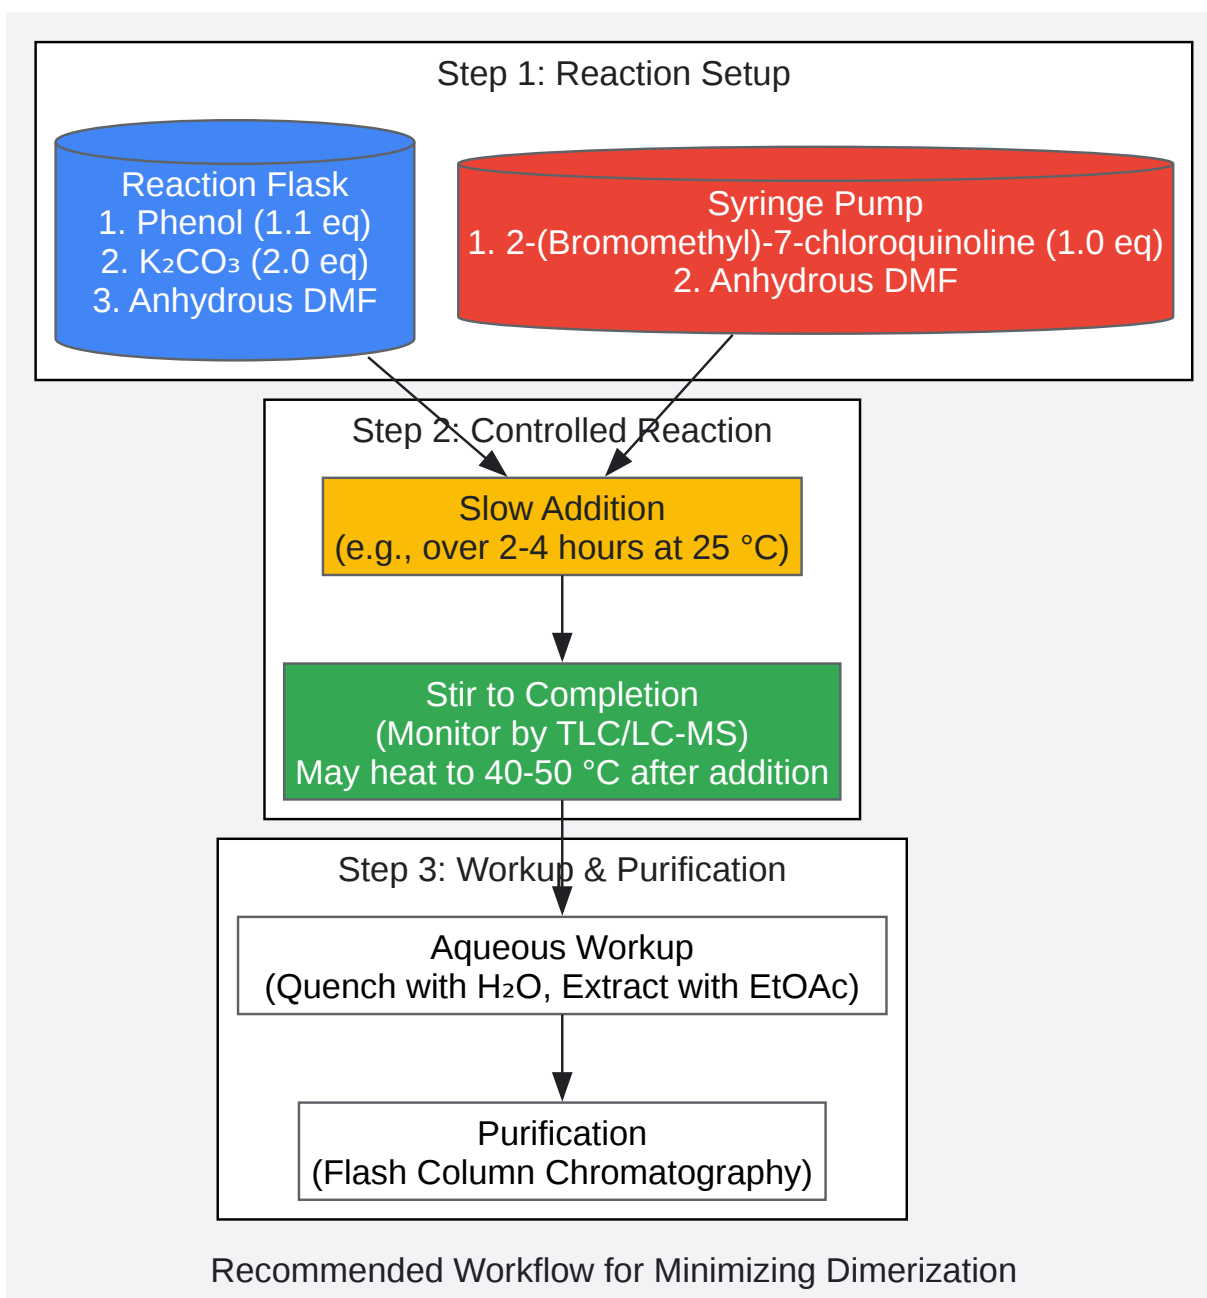 Step 1: Reaction Setup
Reaction Flask
1. Phenol (1.1 eq)
2. K₂CO₃ (2.0 eq)
3. Anhydrous DMF
Syringe Pump
1. 2-(Bromomethyl)-7-chloroquinoline (1.0 eq)
2. Anhydrous DMF
Step 2: Controlled Reaction
Slow Addition
(e.g., over 2-4 hours at 25 °C)
Stir to Completion
(Monitor by TLC/LC-MS)
May heat to 40-50 °C after addition
Step 3: Workup & Purification
Aqueous Workup
(Quench with H₂O, Extract with EtOAc)
Purification
(Flash Column Chromatography)
Recommended Workflow for Minimizing Dimerization